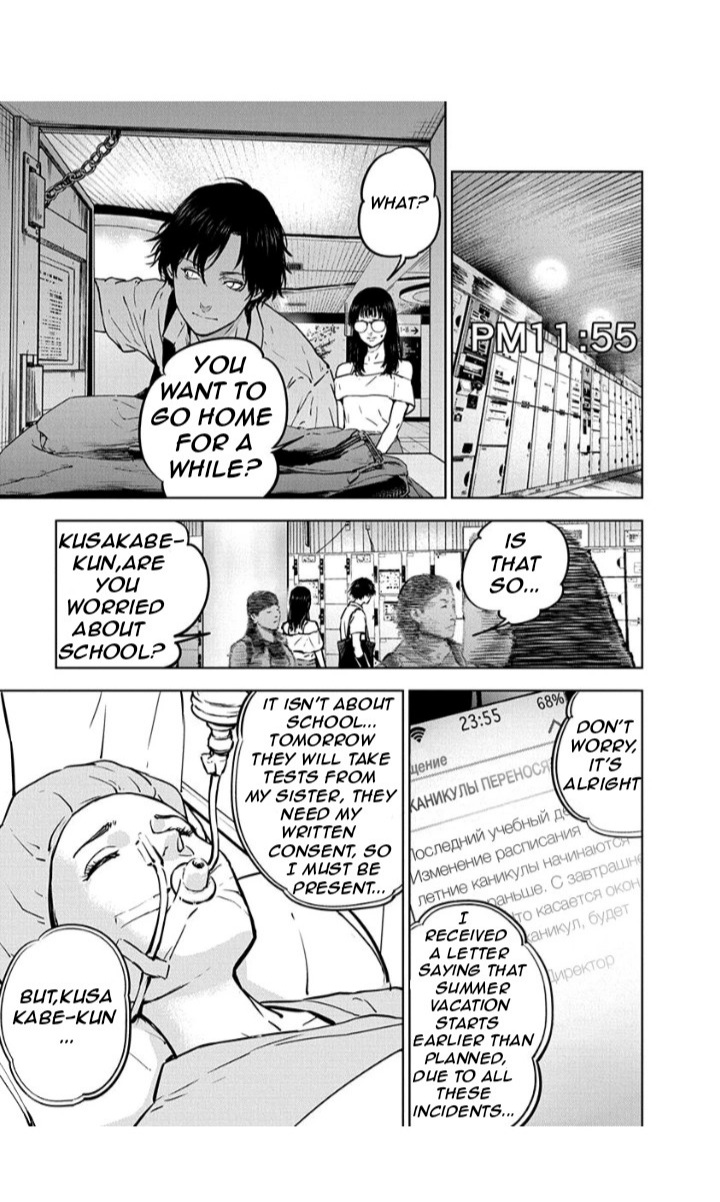 PM11:55
WHAT?
YOU
WANT TO
GO HOME
FOR A
WHILE?
IS
THAT
SO...
KUSAKABE-
KUN,ARE
YOU
WORRIED
ABOUT
SCHOOL?
DON'T
WORRY,
IT'S
ALRIGHT
23:55
68%
щение
КАНИКУЛЫ ПЕРЕНОСЯ
Последний учебный д
Изменение расписания
летние каникулы начинаются
раньше. С завтрашне
что касается окон
каникул, будет
Директор
I
RECEIVED
A LETTER
SAYING THAT
SUMMER
VACATION
STARTS
EARLIER THAN
PLANNED,
DUE TO ALL
THESE
INCIDENTS...
IT ISN'T ABOUT
SCHOOL...
TOMORROW
THEY WILL TAKE
TESTS FROM
MY SISTER, THEY
NEED MY
WRITTEN
CONSENT, SO
I MUST BE
PRESENT...
BUT,KUSA
KABE-KUN
...